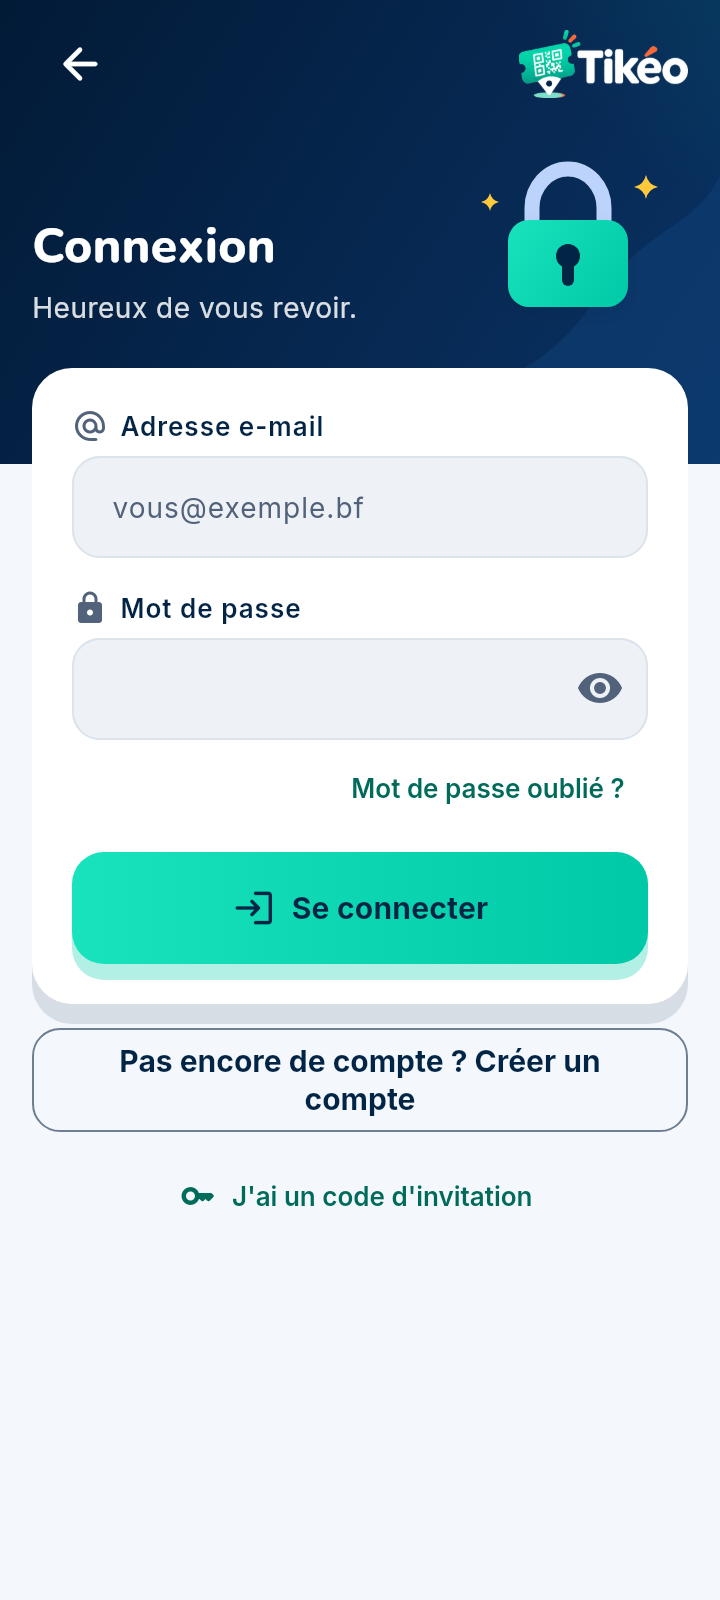 Tikéo
Connexion
Heureux de vous revoir.
Adresse e-mail
vous@exemple.bf
Mot de passe
Mot de passe oublié ?
Se connecter
Pas encore de compte ? Créer un
compte
J'ai un code d'invitation